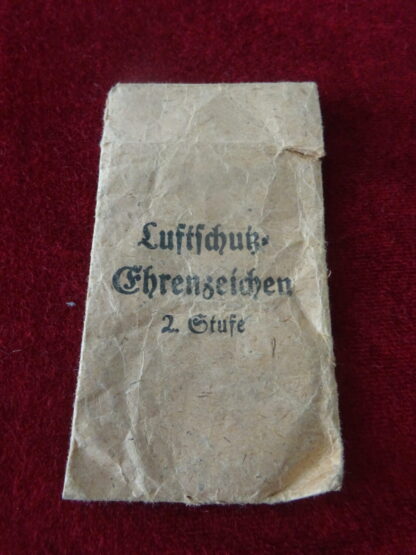 Luftschutz-
Ehrenzeichen
2. Stufe